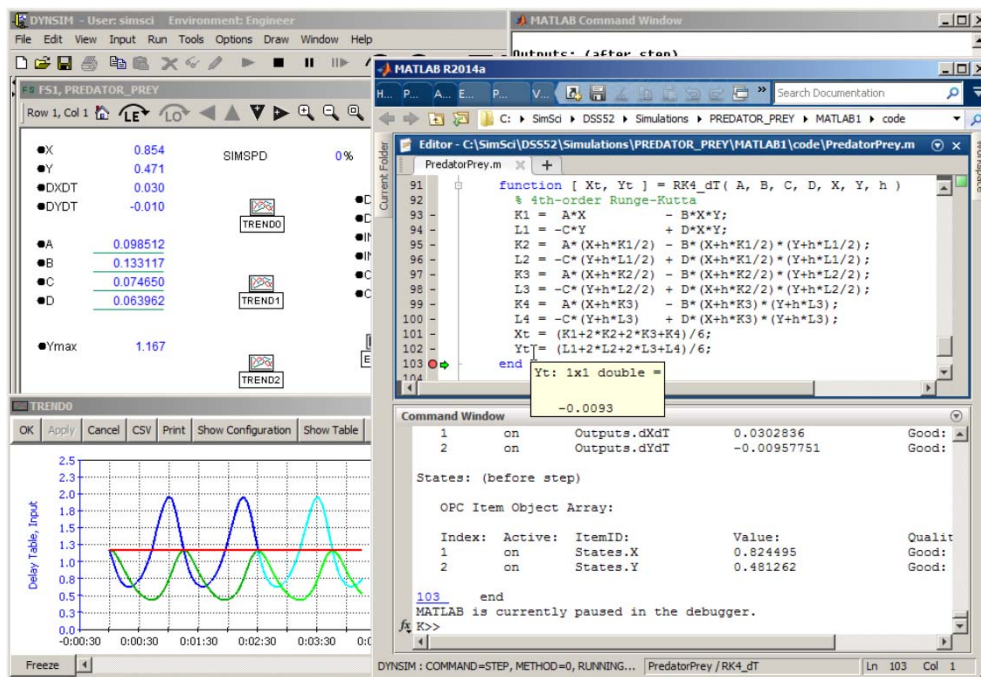 DYNSIM - User: simsci Environment: Engineer
File Edit View Input Run Tools Options Draw Window Help
FS FS1, PREDATOR_PREY
Row 1, Col 1 LE LO
X 0.854 SIMSPD 0%
Y 0.471
DXDT 0.030
DYDT -0.010
TREND0
A 0.098512
B 0.133117
C 0.074650
D 0.063962
TREND1
Ymax 1.167
TREND2
TREND0
OK Apply Cancel CSV Print Show Configuration Show Table
Delay Table, Input
2.5
2.3
2.0
1.8
1.5
1.3
1.0
0.8
0.5
0.3
0.0
-0:00:30 0:00:30 0:01:30 0:02:30 0:03:30
Freeze
MATLAB Command Window
Outputs: (after step)
MATLAB R2014a
H... P... A... E... P... V... Search Documentation
C: SimSci DSS52 Simulations PREDATOR_PREY MATLAB1 code
Current Folder
Workspace
Editor - C:\SimSci\DSS52\Simulations\PREDATOR_PREY\MATLAB1\code\PredatorPrey.m
PredatorPrey.m × +
91 function [ Xt, Yt ] = RK4_dT( A, B, C, D, X, Y, h )
92 % 4th-order Runge-Kutta
93 - K1 = A*X - B*X*Y;
94 - L1 = -C*Y + D*X*Y;
95 - K2 = A*(X+h*K1/2) - B*(X+h*K1/2)*(Y+h*L1/2);
96 - L2 = -C*(Y+h*L1/2) + D*(X+h*K1/2)*(Y+h*L1/2);
97 - K3 = A*(X+h*K2/2) - B*(X+h*K2/2)*(Y+h*L2/2);
98 - L3 = -C*(Y+h*L2/2) + D*(X+h*K2/2)*(Y+h*L2/2);
99 - K4 = A*(X+h*K3) - B*(X+h*K3)*(Y+h*L3);
100 - L4 = -C*(Y+h*L3) + D*(X+h*K3)*(Y+h*L3);
101 - Xt = (K1+2*K2+2*K3+K4)/6;
102 - Yt = (L1+2*L2+2*L3+L4)/6;
103 end
104
Yt: 1x1 double =
-0.0093
Command Window
1 on Outputs.dXdT 0.0302836 Good:
2 on Outputs.dYdT -0.00957751 Good:
States: (before step)
OPC Item Object Array:
Index: Active: ItemID: Value: Qualit
1 on States.X 0.824495 Good:
2 on States.Y 0.481262 Good:
103 end
MATLAB is currently paused in the debugger.
fx K>>
DYNSIM : COMMAND=STEP, METHOD=0, RUNNING... PredatorPrey / RK4_dT Ln 103 Col 1